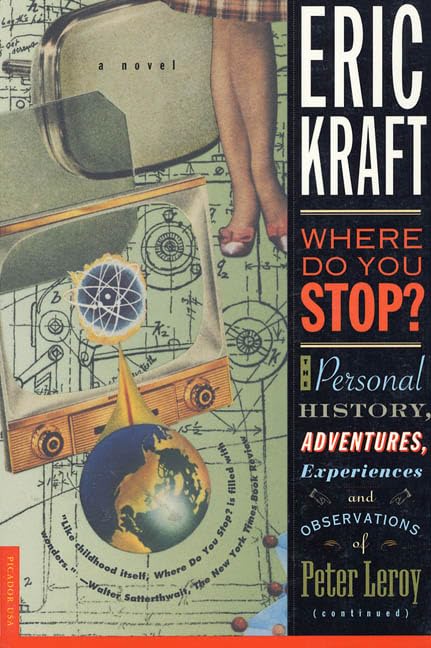 a novel
ERIC
KRAFT
WHERE
DO YOU
STOP?
THE
Personal
HISTORY,
ADVENTURES,
Experiences
and
OBSERVATIONS
of
Peter Leroy
(continued)
"Like childhood itself, Where Do You Stop? is filled with
wonders." —Walter Satterthwait, The New York Times Book Review
PICADOR USA